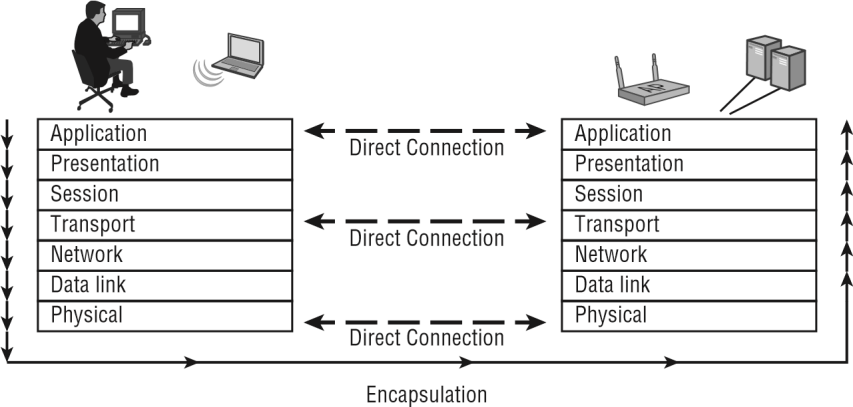 AP
Application
Presentation
Session
Transport
Network
Data link
Physical
Direct Connection
Direct Connection
Direct Connection
Application
Presentation
Session
Transport
Network
Data link
Physical
Encapsulation